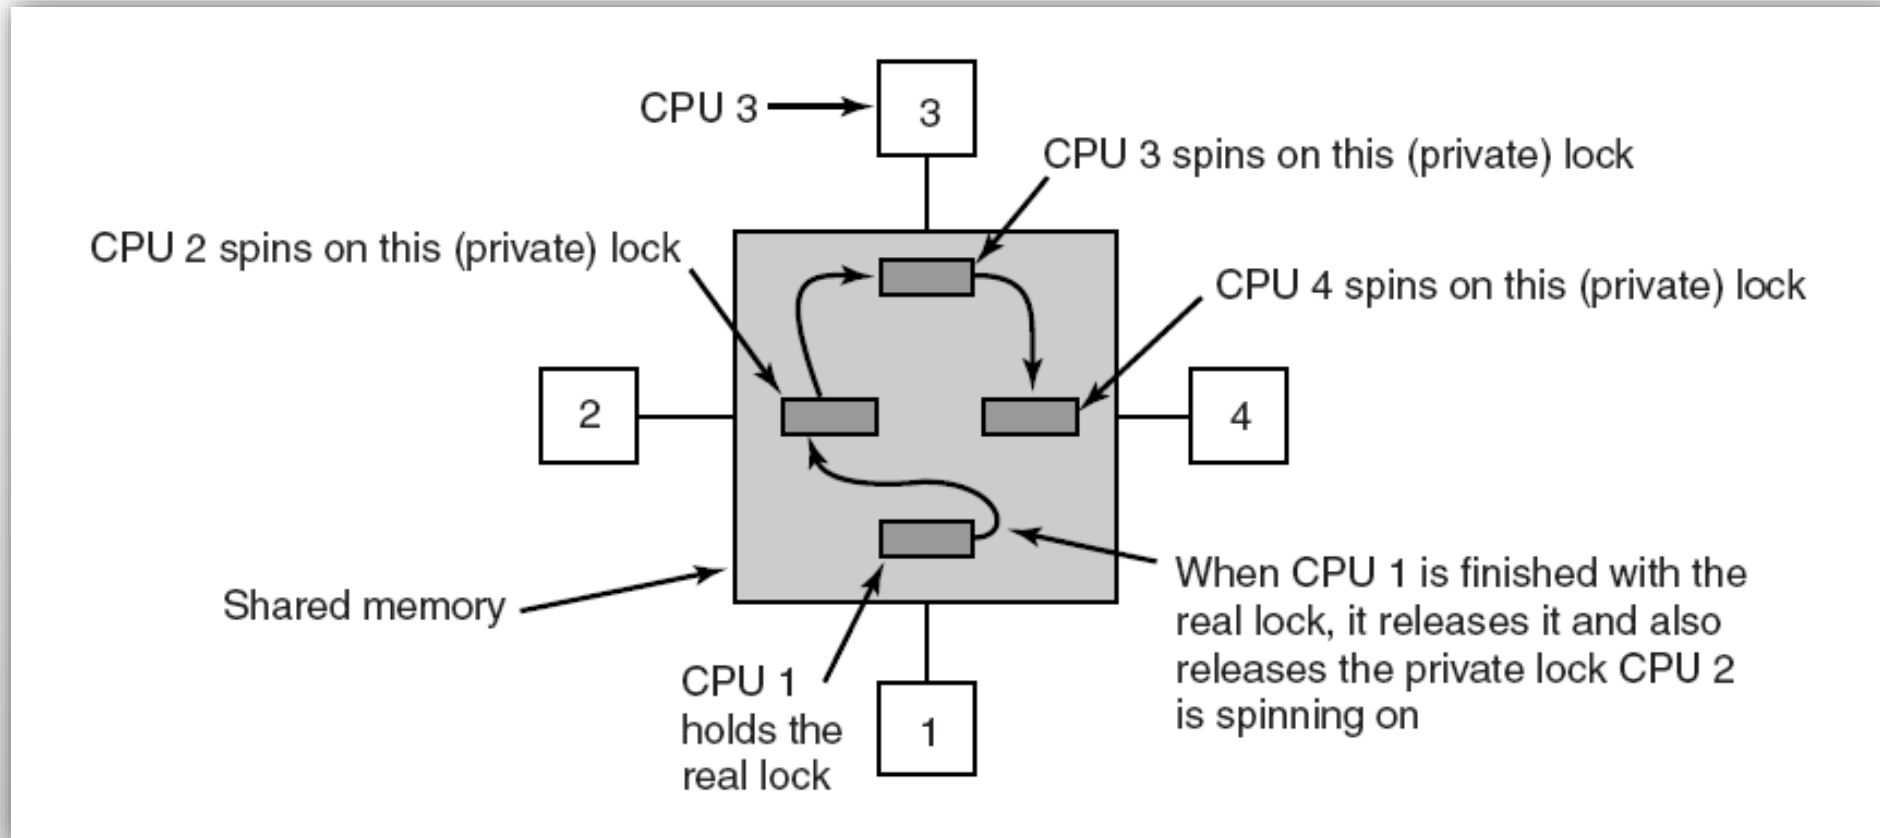 CPU 3
3
CPU 3 spins on this (private) lock
CPU 2 spins on this (private) lock
CPU 4 spins on this (private) lock
2
4
Shared memory
CPU 1
holds the
real lock
1
When CPU 1 is finished with the
real lock, it releases it and also
releases the private lock CPU 2
is spinning on